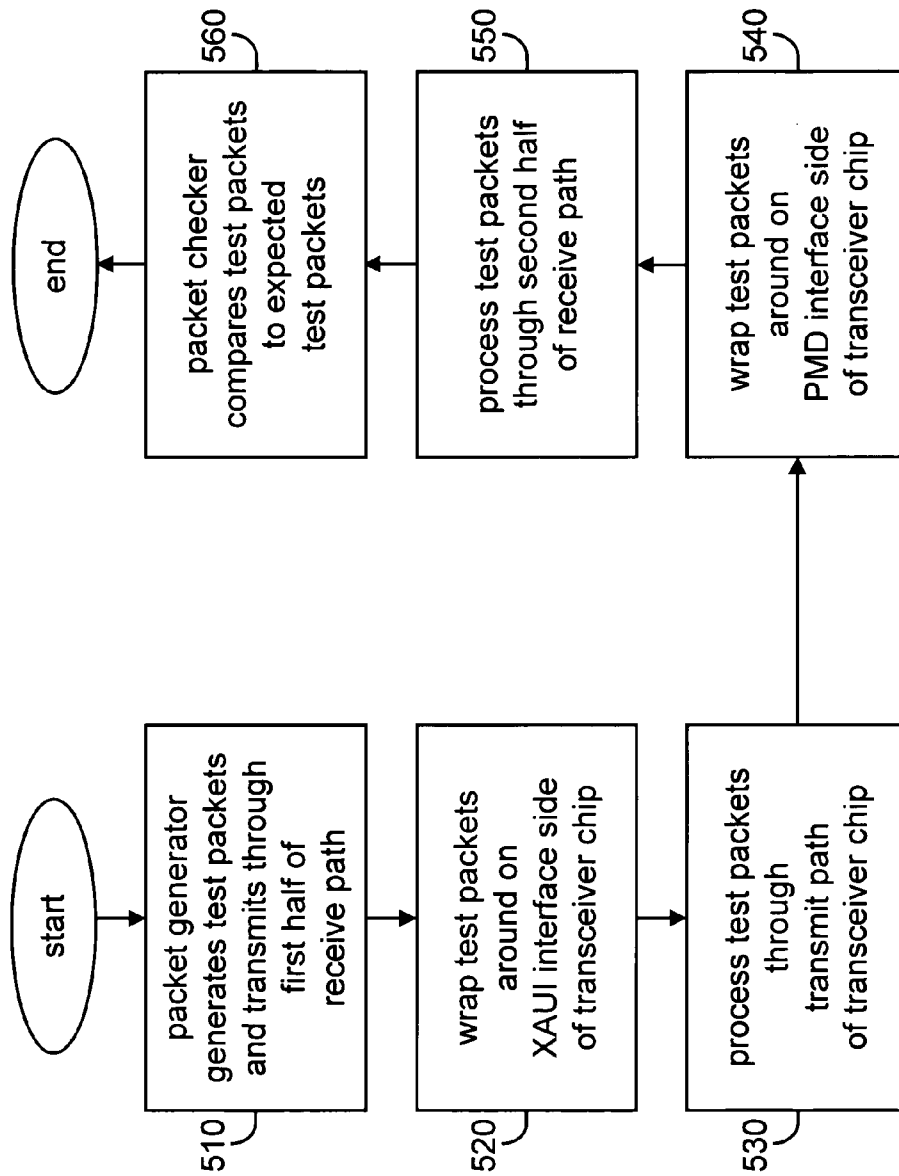 start
510
packet generator
generates test packets
and transmits through
first half of
receive path
520
wrap test packets
around on
XAUI interface side
of transceiver chip
530
process test packets
through
transmit path
of transceiver chip
540
wrap test packets
around on
PMD interface side
of transceiver chip
550
process test packets
through second half
of receive path
560
packet checker
compares test packets
to expected
test packets
end